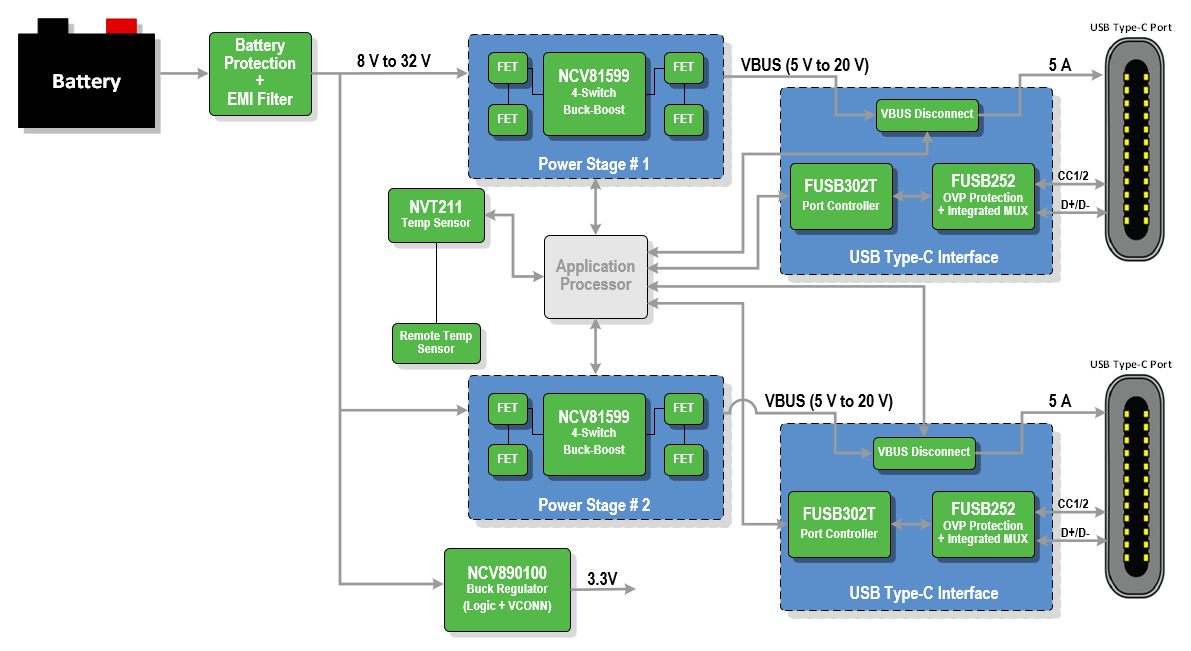 Battery
Battery
Protection
+
EMI Filter
8 V to 32 V
FET
FET
NCV81599
4-Switch
Buck-Boost
FET
FET
Power Stage # 1
VBUS (5 V to 20 V)
5 A
USB Type-C Port
VBUS Disconnect
FUSB302T
Port Controller
FUSB252
OVP Protection
+ Integrated MUX
CC1/2
D+/D-
USB Type-C Interface
NVT211
Temp Sensor
Remote Temp
Sensor
Application
Processor
FET
FET
NCV81599
4-Switch
Buck-Boost
FET
FET
Power Stage # 2
VBUS (5 V to 20 V)
5 A
USB Type-C Port
VBUS Disconnect
FUSB302T
Port Controller
FUSB252
OVP Protection
+ Integrated MUX
CC1/2
D+/D-
USB Type-C Interface
NCV890100
Buck Regulator
(Logic + VCONN)
3.3V